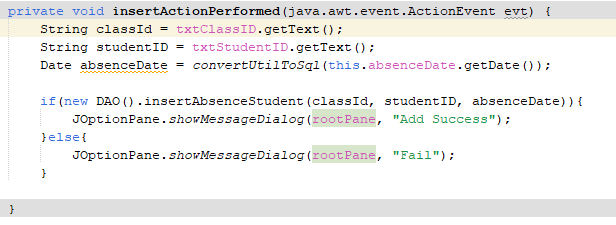 private void insertActionPerformed(java.awt.event.ActionEvent evt) {
String classId = txtClassID.getText();
String studentID = txtStudentID.getText();
Date absenceDate = convertUtilToSql(this.absenceDate.getDate());
if(new DAO().insertAbsenceStudent(classId, studentID, absenceDate)){
JOptionPane.showMessageDialog(rootPane, "Add Success");
}else{
JOptionPane.showMessageDialog(rootPane, "Fail");
}
}